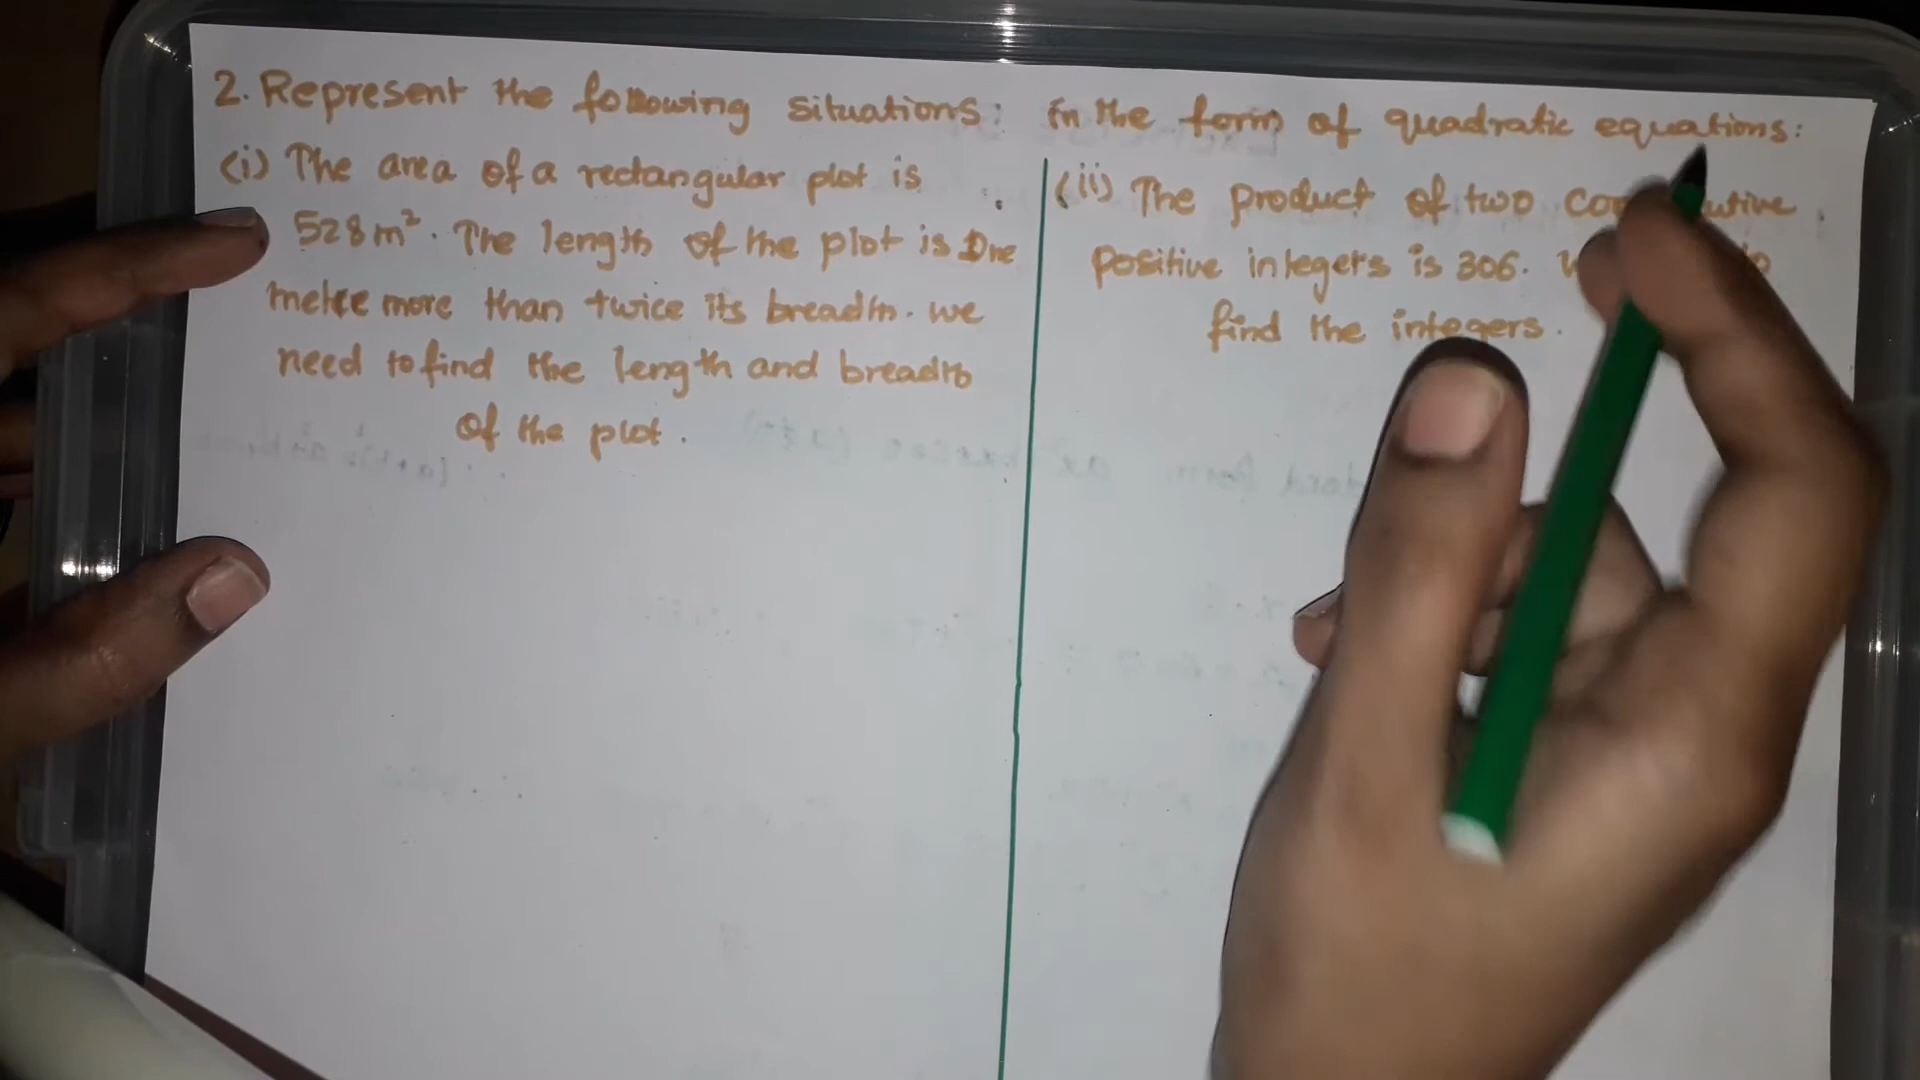 2. Represent the following situations: in the form of quadratic equations:
(i) The area of a rectangular plot is
528m². The length of the plot is One
metre more than twice its breadth. we
need to find the length and breadth
of the plot.
(ii) The product of two
positive integers is 306.
find the integers.